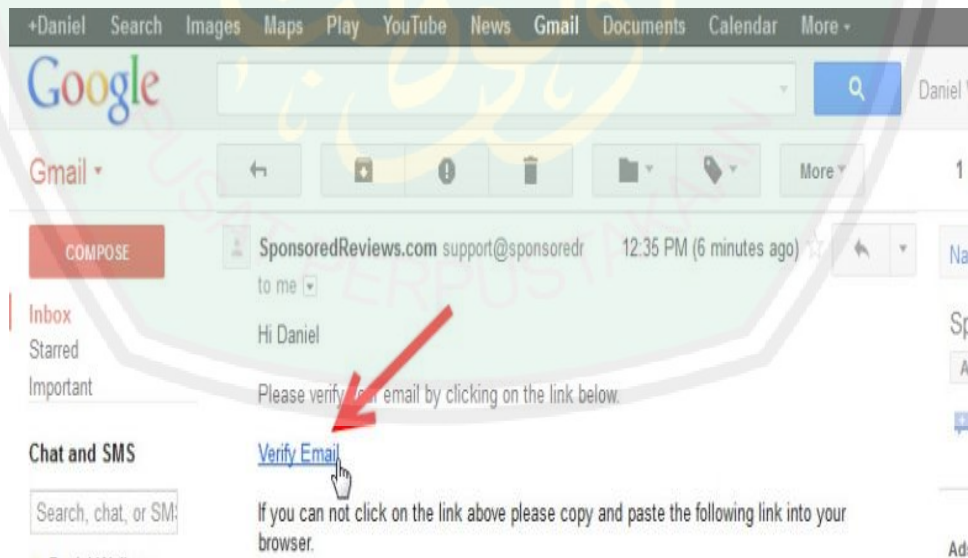 +Daniel Search Images Maps Play YouTube News Gmail Documents Calendar More
Google
Daniel
Gmail
More
1
COMPOSE
SponsoredReviews.com support@sponsoredr 12:35 PM (6 minutes ago)
to me
Inbox
Hi Daniel
Starred
Important
Please verify your email by clicking on the link below.
Chat and SMS
Verify Email
Search, chat, or SM
If you can not click on the link above please copy and paste the following link into your
browser.
PUSAT PERPUSTAKAAN